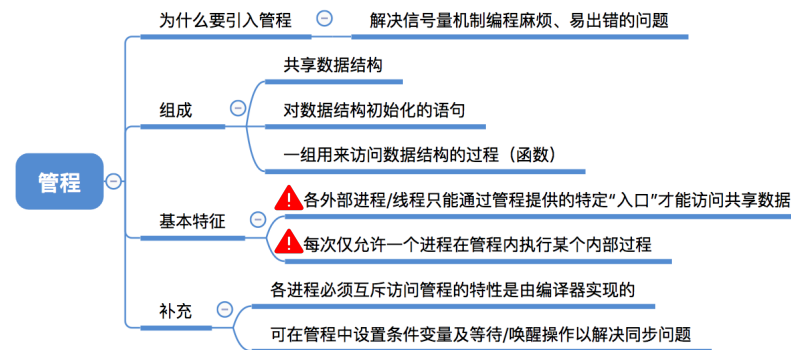 为什么要引入管程
解决信号量机制编程麻烦、易出错的问题
共享数据结构
组成
对数据结构初始化的语句
一组用来访问数据结构的过程（函数）
管程
各外部进程/线程只能通过管程提供的特定“入口”才能访问共享数据
基本特征
每次仅允许一个进程在管程内执行某个内部过程
各进程必须互斥访问管程的特性是由编译器实现的
补充
可在管程中设置条件变量及等待/唤醒操作以解决同步问题